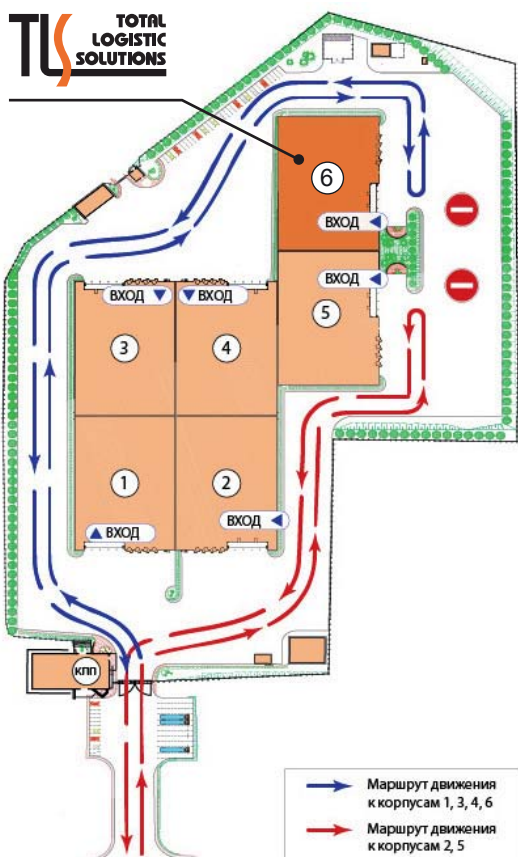 TLS
TOTAL
LOGISTIC
SOLUTIONS
6
ВХОД
ВХОД
5
ВХОД
ВХОД
3
4
1
2
ВХОД
ВХОД
КПП
Маршрут движения
к корпусам 1, 3, 4, 6
Маршрут движения
к корпусам 2, 5